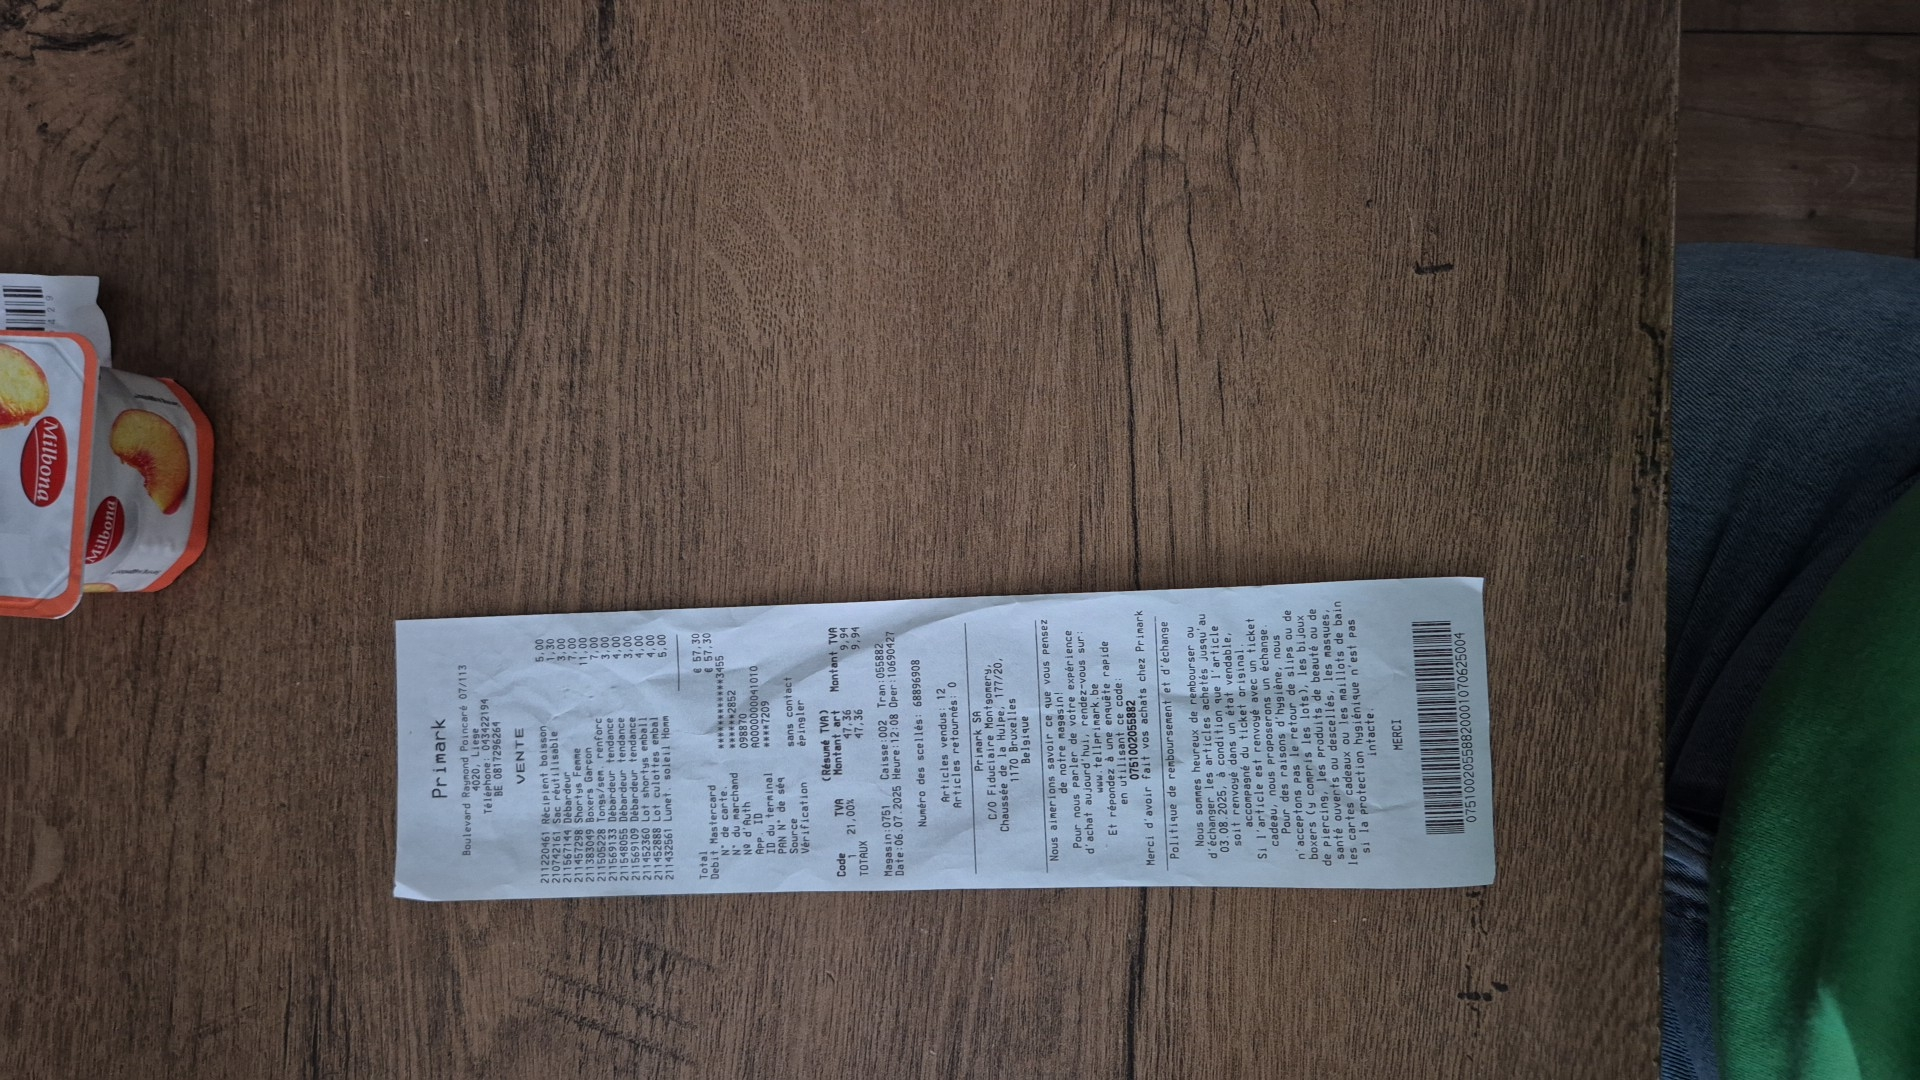 Milbona
Milbona
Primark
Boulevard Raymond Poincaré 07/113
4020, Liège
Téléphone: 043422194
BE 0817296264
VENTE
211220461 Récipient boisson 5,00
210742161 Sac réutilisable 1,30
211567144 Débardeur 3,00
211457298 Shortys Femme 7,00
211383049 Boxers Garcon 11,00
211505228 Tongs/sem. renforc 7,00
211569133 Débardeur tendance 3,00
211548055 Débardeur tendance 4,00
211569109 Débardeur tendance 3,00
211452360 Lot shortys emball 4,00
211452888 Lot culottes embal 4,00
211432561 Lunet. soleil Homm 5,00
Total € 57,30
Debit Mastercard € 57,30
N° de carte. ************3455
N° du marchand ******2852
Nº d'Auth 098870
App. ID A0000000041010
ID du terminal ****7209
PAN N° de séq
Source sans contact
Vérification épingler
(Résumé TVA)
Code TVA Montant art Montant TVA
1 21,00% 47,36 9,94
TOTAUX 47,36 9,94
Magasin:0751 Caisse:002 Tran:055882
Date:06.07.2025 Heure:12:08 Oper:10690427
Numéro des scellés: 68896908
Articles vendus: 12
Articles retournés: 0
Primark SA
C/O Fiduciaire Montgomery,
Chaussée de la Hulpe, 177/20,
1170 Bruxelles
Belgique
Nous aimerions savoir ce que vous pensez
de notre magasin!
Pour nous parler de votre expérience
d'achat aujourd'hui, rendez-vous sur:
www.tellprimark.be
Et répondez à une enquête rapide
en utilisant ce code:
0751002055882
Merci d'avoir fait vos achats chez Primark
Politique de remboursement et d'échange
Nous sommes heureux de rembourser ou
d'échanger les articles achetés jusqu'au
03.08.2025, à condition que l'article
soit renvoyé dans un état vendable,
accompagné du ticket original.
Si l'article est renvoyé avec un ticket
cadeau, nous proposerons un échange.
Pour des raisons d'hygiène, nous
n'acceptons pas le retour de slips ou de
boxers (y compris les lots), les bijoux
de piercing, les produits de beauté ou de
santé ouverts ou descellés, les masques,
les cartes cadeaux ou les maillots de bain
si la protection hygiénique n'est pas
intacte.
MERCI